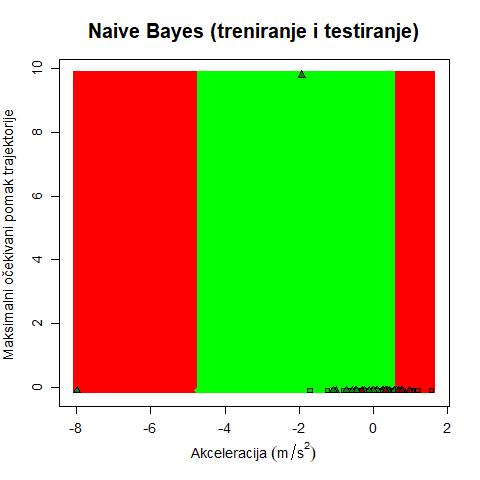 Naive Bayes (treniranje i testiranje)
Maksimalni očekivani pomak trajektorije
10
8
6
4
2
0
-8 -6 -4 -2 0 2
Akceleracija (m/s²)